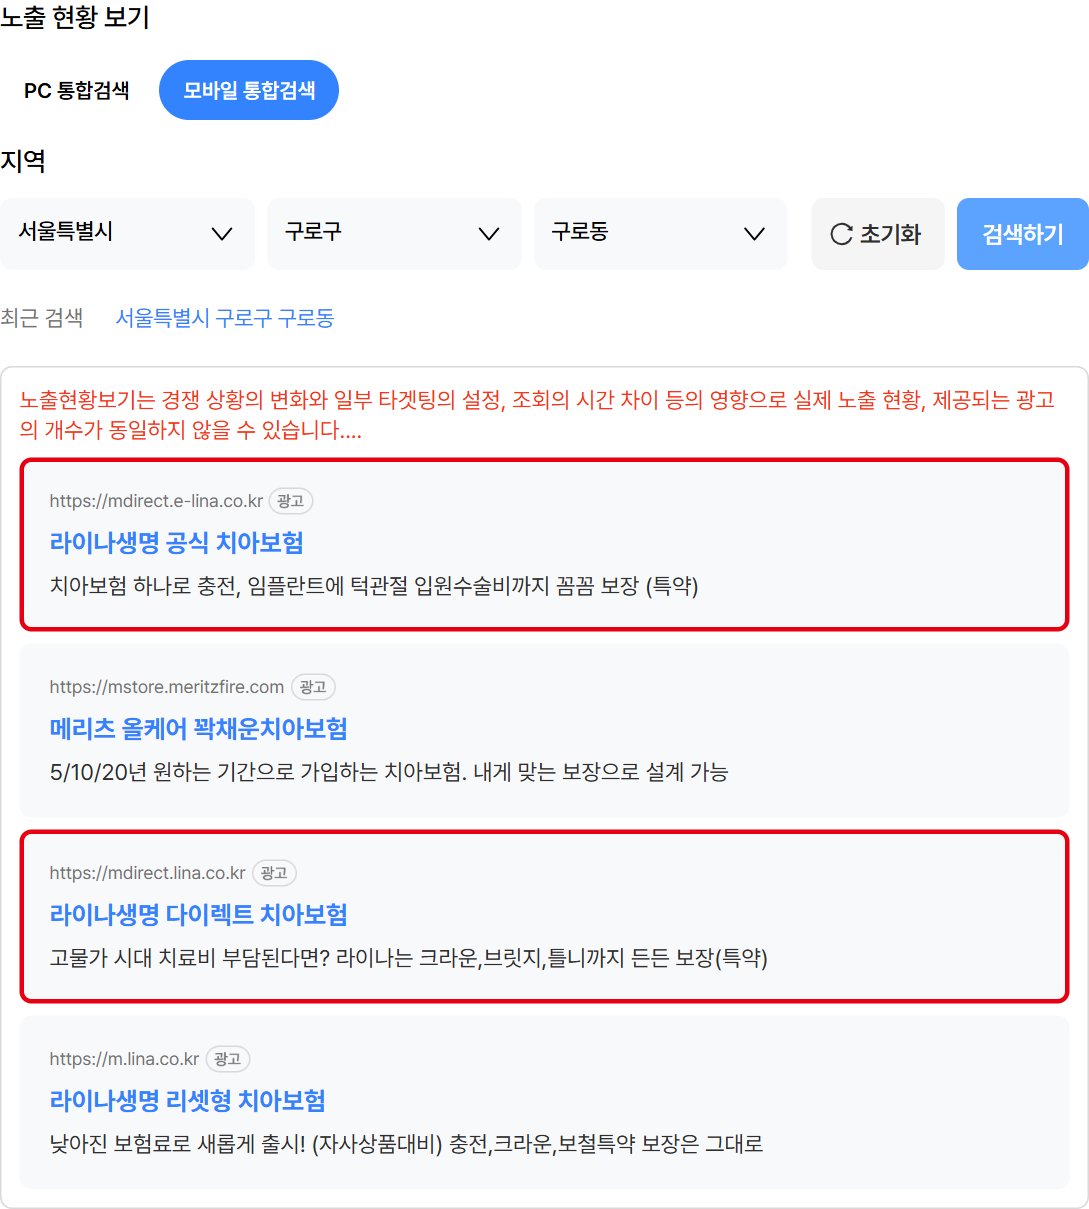 노출 현황 보기
PC 통합검색 모바일 통합검색
지역
서울특별시 구로구 구로동 초기화 검색하기
최근 검색 서울특별시 구로구 구로동
노출현황보기는 경쟁 상황의 변화와 일부 타겟팅의 설정, 조회의 시간 차이 등의 영향으로 실제 노출 현황, 제공되는 광고
의 개수가 동일하지 않을 수 있습니다....
https://mdirect.e-lina.co.kr 광고
라이나생명 공식 치아보험
치아보험 하나로 충전, 임플란트에 턱관절 입원수술비까지 꼼꼼 보장 (특약)
https://mstore.meritzfire.com 광고
메리츠 올케어 꽉채운치아보험
5/10/20년 원하는 기간으로 가입하는 치아보험. 내게 맞는 보장으로 설계 가능
https://mdirect.lina.co.kr 광고
라이나생명 다이렉트 치아보험
고물가 시대 치료비 부담된다면? 라이나는 크라운,브릿지,틀니까지 든든 보장(특약)
https://m.lina.co.kr 광고
라이나생명 리셋형 치아보험
낮아진 보험료로 새롭게 출시! (자사상품대비) 충전,크라운,보철특약 보장은 그대로